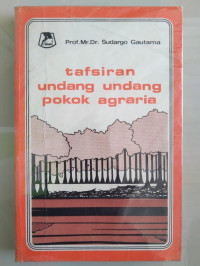 Prof.Mr.Dr. Sudargo Gautama
tafsiran
undang undang
pokok agraria